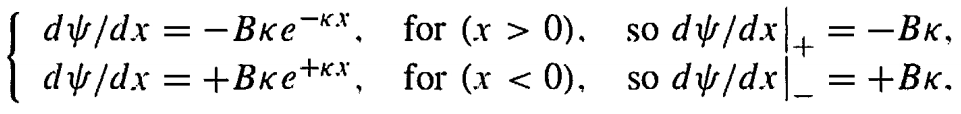 dψ/dx = −Bκe^{−κx}, for (x > 0), so dψ/dx|₊ = −Bκ,
dψ/dx = +Bκe^{+κx}, for (x < 0), so dψ/dx|₋ = +Bκ.